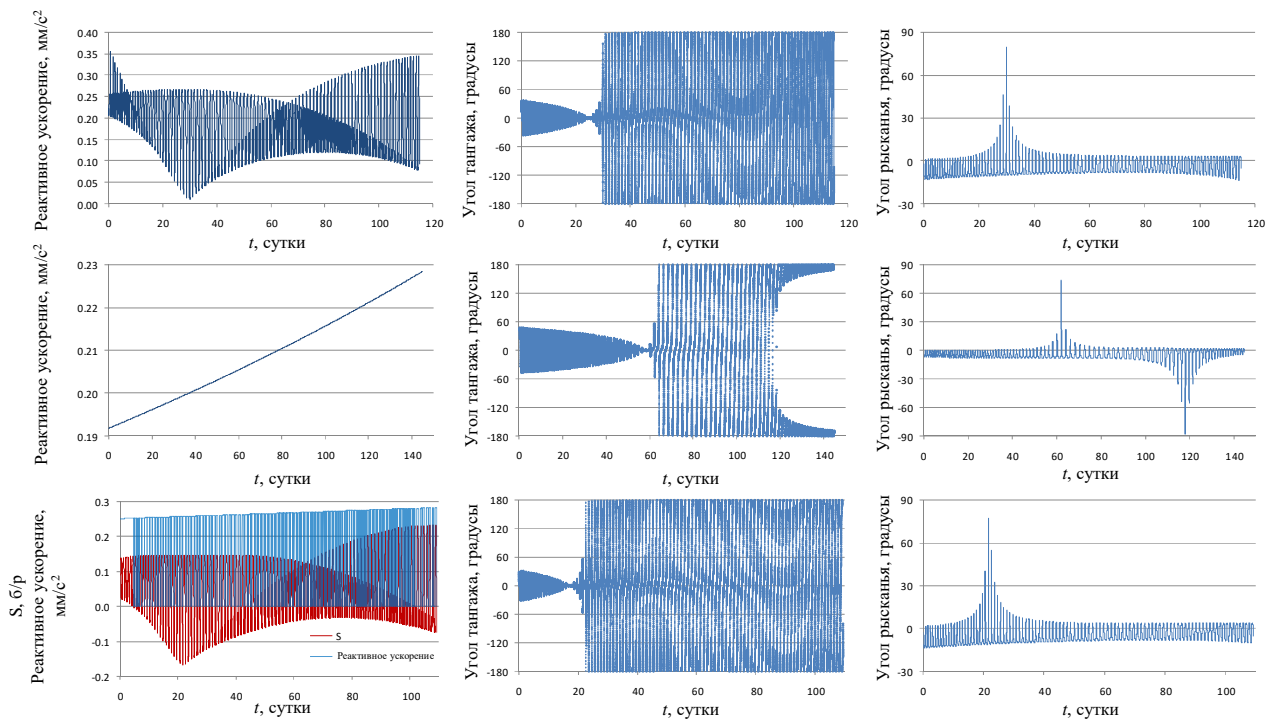 Реактивное ускорение, мм/с²
0.40
0.35
0.30
0.25
0.20
0.15
0.10
0.05
0.00
0 20 40 60 80 100 120
t, сутки
Угол тангажа, градусы
180
120
60
0
-60
-120
-180
0 20 40 60 80 100 120
t, сутки
Угол рысканья, градусы
90
60
30
0
-30
0 20 40 60 80 100 120
t, сутки
Реактивное ускорение, мм/с²
0.23
0.22
0.21
0.20
0.19
0 20 40 60 80 100 120 140
t, сутки
Угол тангажа, градусы
180
120
60
0
-60
-120
-180
0 20 40 60 80 100 120 140
t, сутки
Угол рысканья, градусы
90
60
30
0
-30
-60
-90
0 20 40 60 80 100 120 140
t, сутки
S, б/р
Реактивное ускорение,
мм/с²
0.3
0.2
0.1
0.0
-0.1
-0.2
S
Реактивное ускорение
0 20 40 60 80 100
t, сутки
Угол тангажа, градусы
180
120
60
0
-60
-120
-180
0 20 40 60 80 100
t, сутки
Угол рысканья, градусы
90
60
30
0
-30
0 20 40 60 80 100
t, сутки